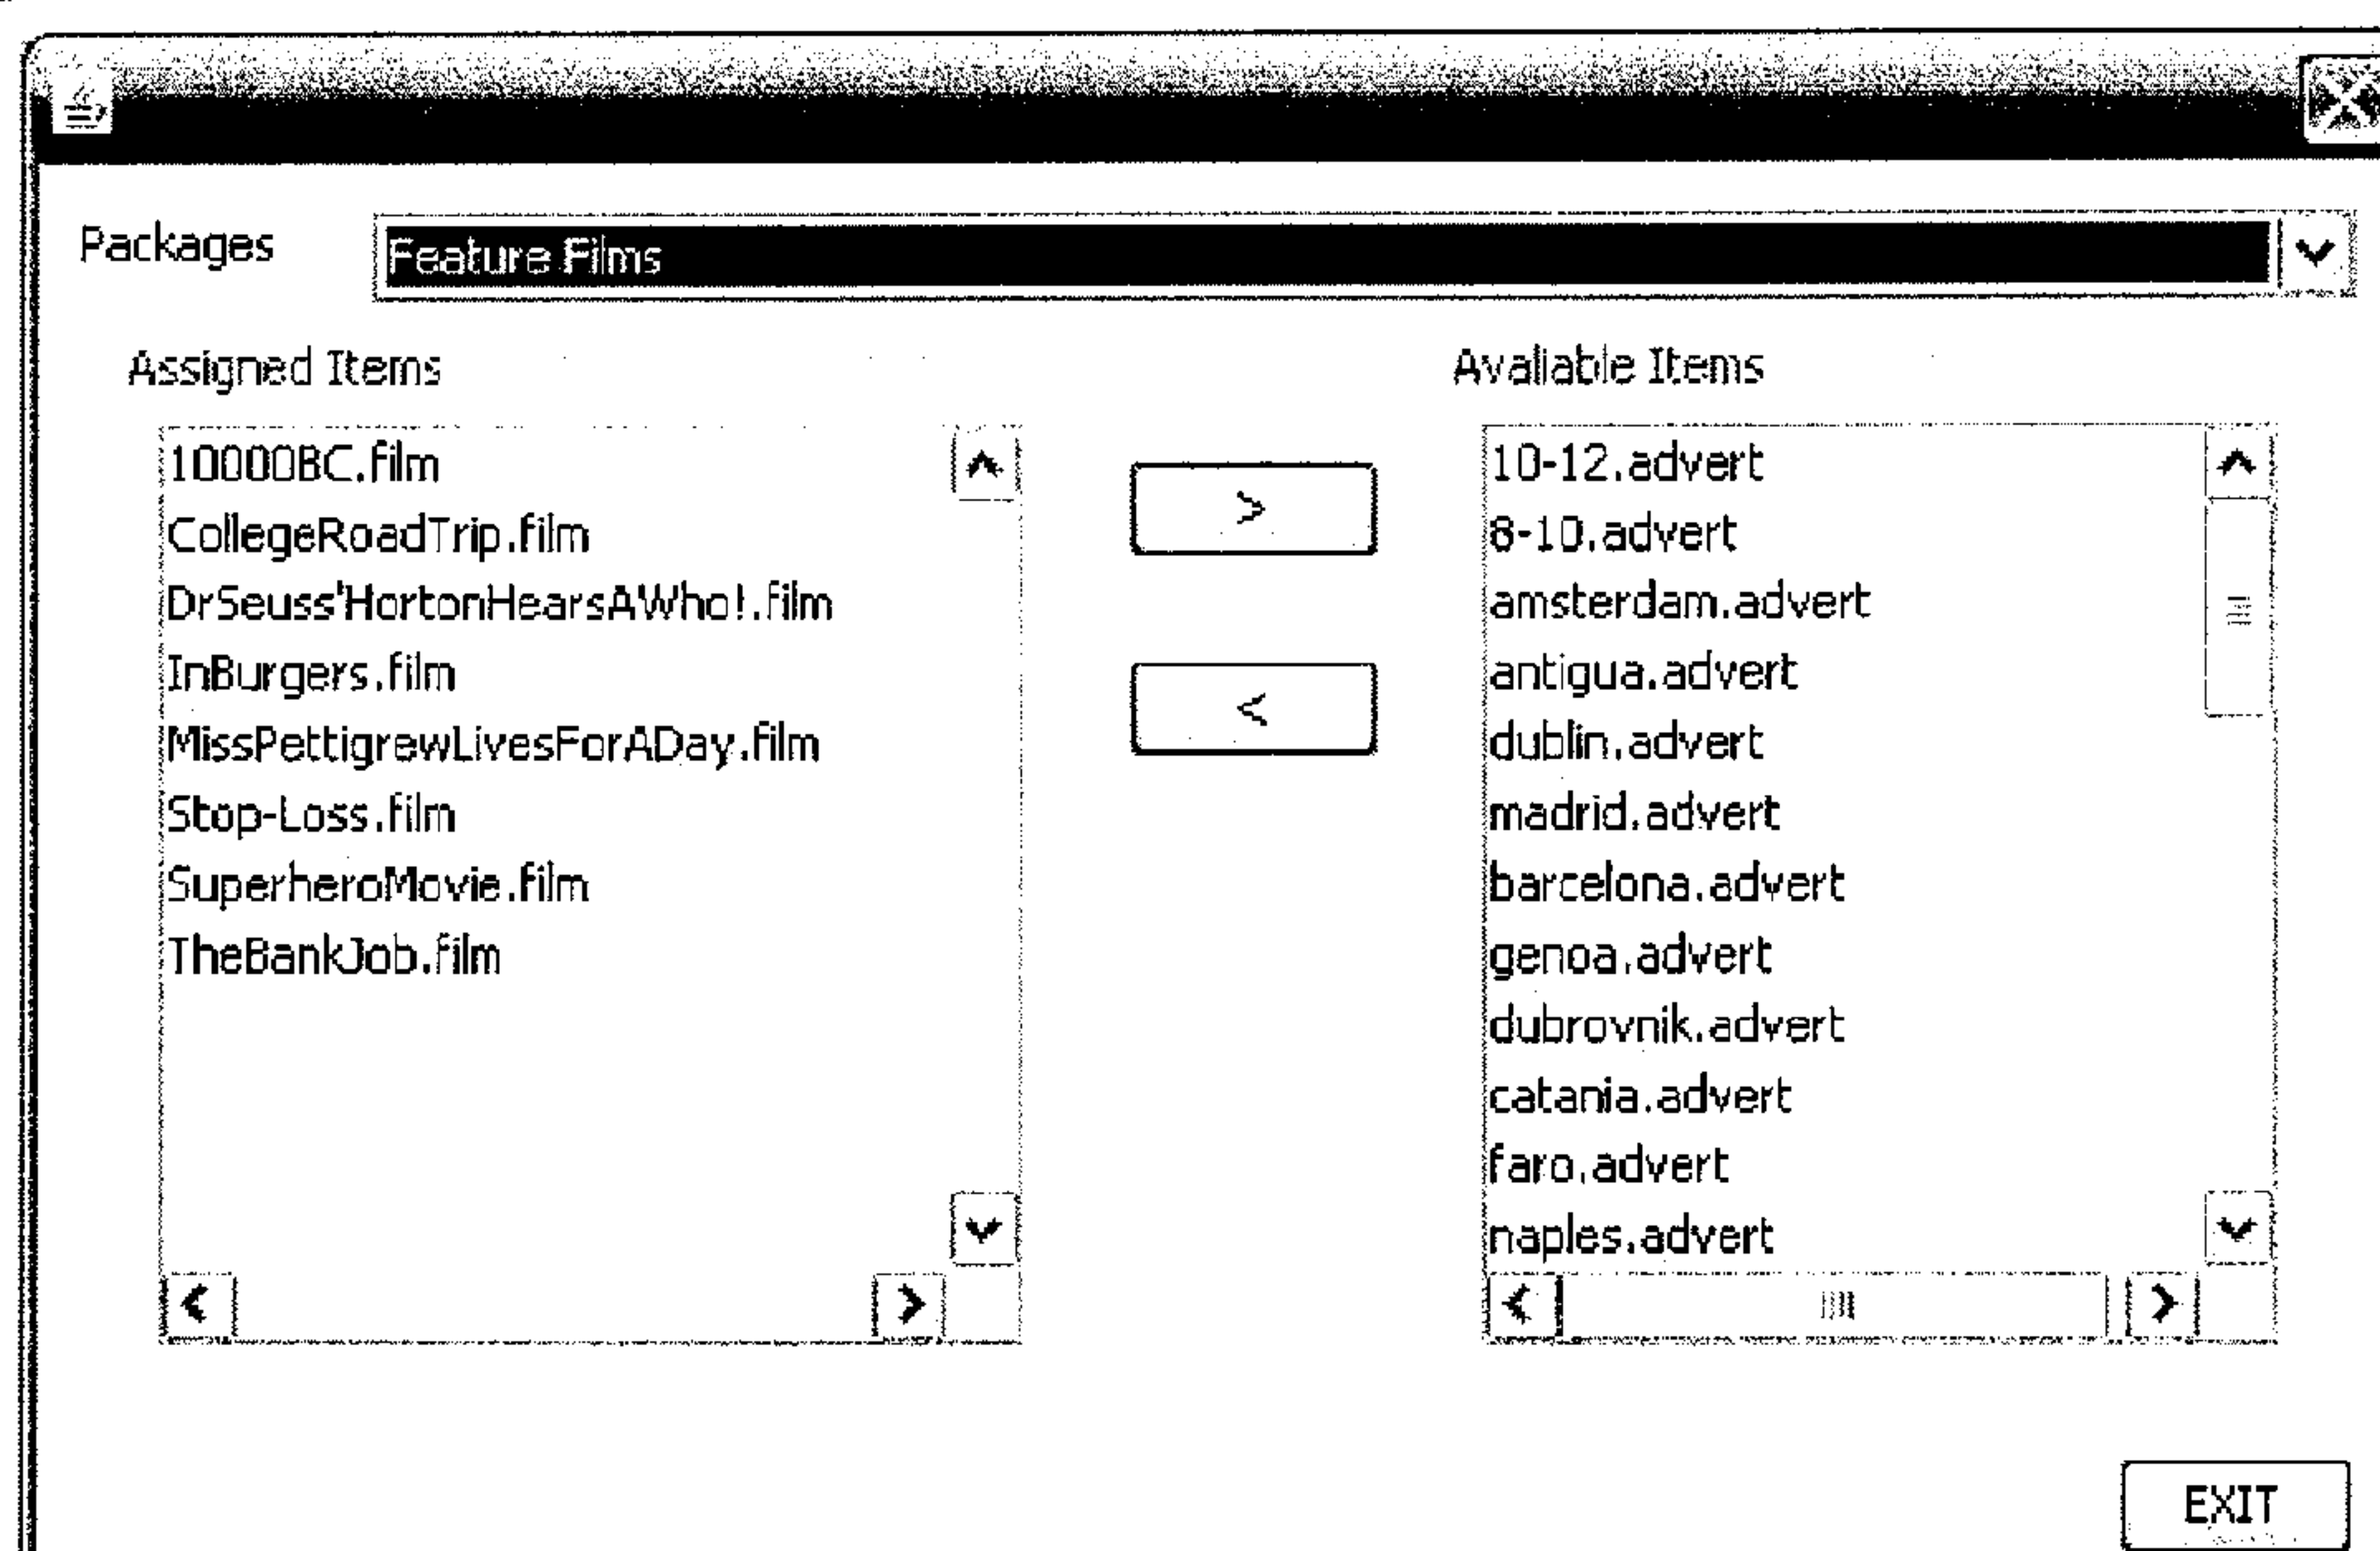 Packages
Feature Films
Assigned Items
Avaliable Items
10000BC.film
CollegeRoadTrip.film
DrSeuss'HortonHearsAWho!.film
InBurgers.film
MissPettigrewLivesForADay.film
Stop-Loss.film
SuperheroMovie.film
TheBankJob.film
>
<
10-12.advert
8-10.advert
amsterdam.advert
antigua.advert
dublin.advert
madrid.advert
barcelona.advert
genoa.advert
dubrovnik.advert
catania.advert
faro.advert
naples.advert
EXIT